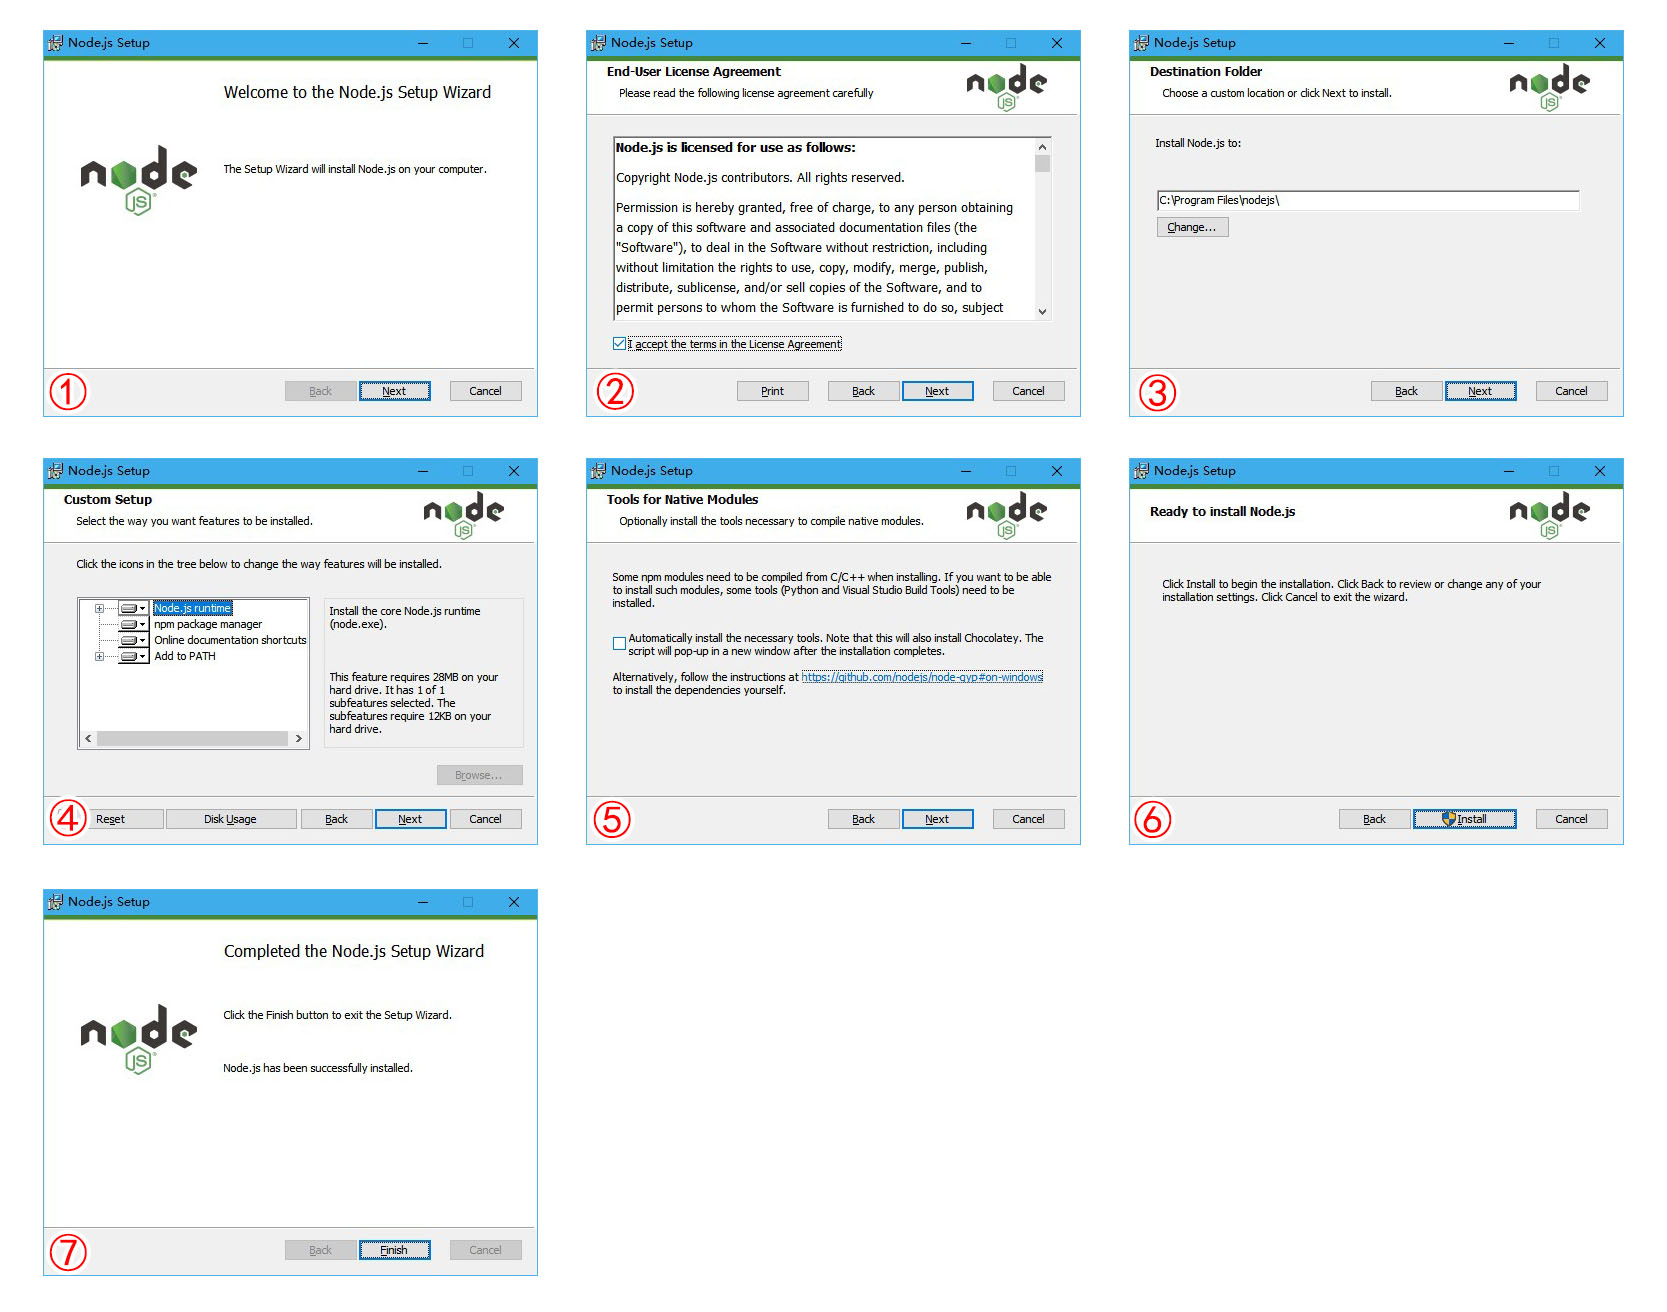 Node.js Setup
Welcome to the Node.js Setup Wizard
node
JS
The Setup Wizard will install Node.js on your computer.
①
Back
Next
Cancel
Node.js Setup
End-User License Agreement
Please read the following license agreement carefully
node
JS
Node.js is licensed for use as follows:
Copyright Node.js contributors. All rights reserved.
Permission is hereby granted, free of charge, to any person obtaining
a copy of this software and associated documentation files (the
"Software"), to deal in the Software without restriction, including
without limitation the rights to use, copy, modify, merge, publish,
distribute, sublicense, and/or sell copies of the Software, and to
permit persons to whom the Software is furnished to do so, subject
I accept the terms in the License Agreement
②
Print
Back
Next
Cancel
Node.js Setup
Destination Folder
Choose a custom location or click Next to install.
node
JS
Install Node.js to:
C:\Program Files\nodejs\
Change...
③
Back
Next
Cancel
Node.js Setup
Custom Setup
Select the way you want features to be installed.
node
JS
Click the icons in the tree below to change the way features will be installed.
Node.js runtime
npm package manager
Online documentation shortcuts
Add to PATH
Install the core Node.js runtime
(node.exe).
This feature requires 28MB on your
hard drive. It has 1 of 1
subfeatures selected. The
subfeatures require 12KB on your
hard drive.
Browse...
④
Reset
Disk Usage
Back
Next
Cancel
Node.js Setup
Tools for Native Modules
Optionally install the tools necessary to compile native modules.
node
JS
Some npm modules need to be compiled from C/C++ when installing. If you want to be able
to install such modules, some tools (Python and Visual Studio Build Tools) need to be
installed.
Automatically install the necessary tools. Note that this will also install Chocolatey. The
script will pop-up in a new window after the installation completes.
Alternatively, follow the instructions at https://github.com/nodejs/node-gyp#on-windows
to install the dependencies yourself.
⑤
Back
Next
Cancel
Node.js Setup
Ready to install Node.js
node
JS
Click Install to begin the installation. Click Back to review or change any of your
installation settings. Click Cancel to exit the wizard.
⑥
Back
Install
Cancel
Node.js Setup
Completed the Node.js Setup Wizard
node
JS
Click the Finish button to exit the Setup Wizard.
Node.js has been successfully installed.
⑦
Back
Finish
Cancel